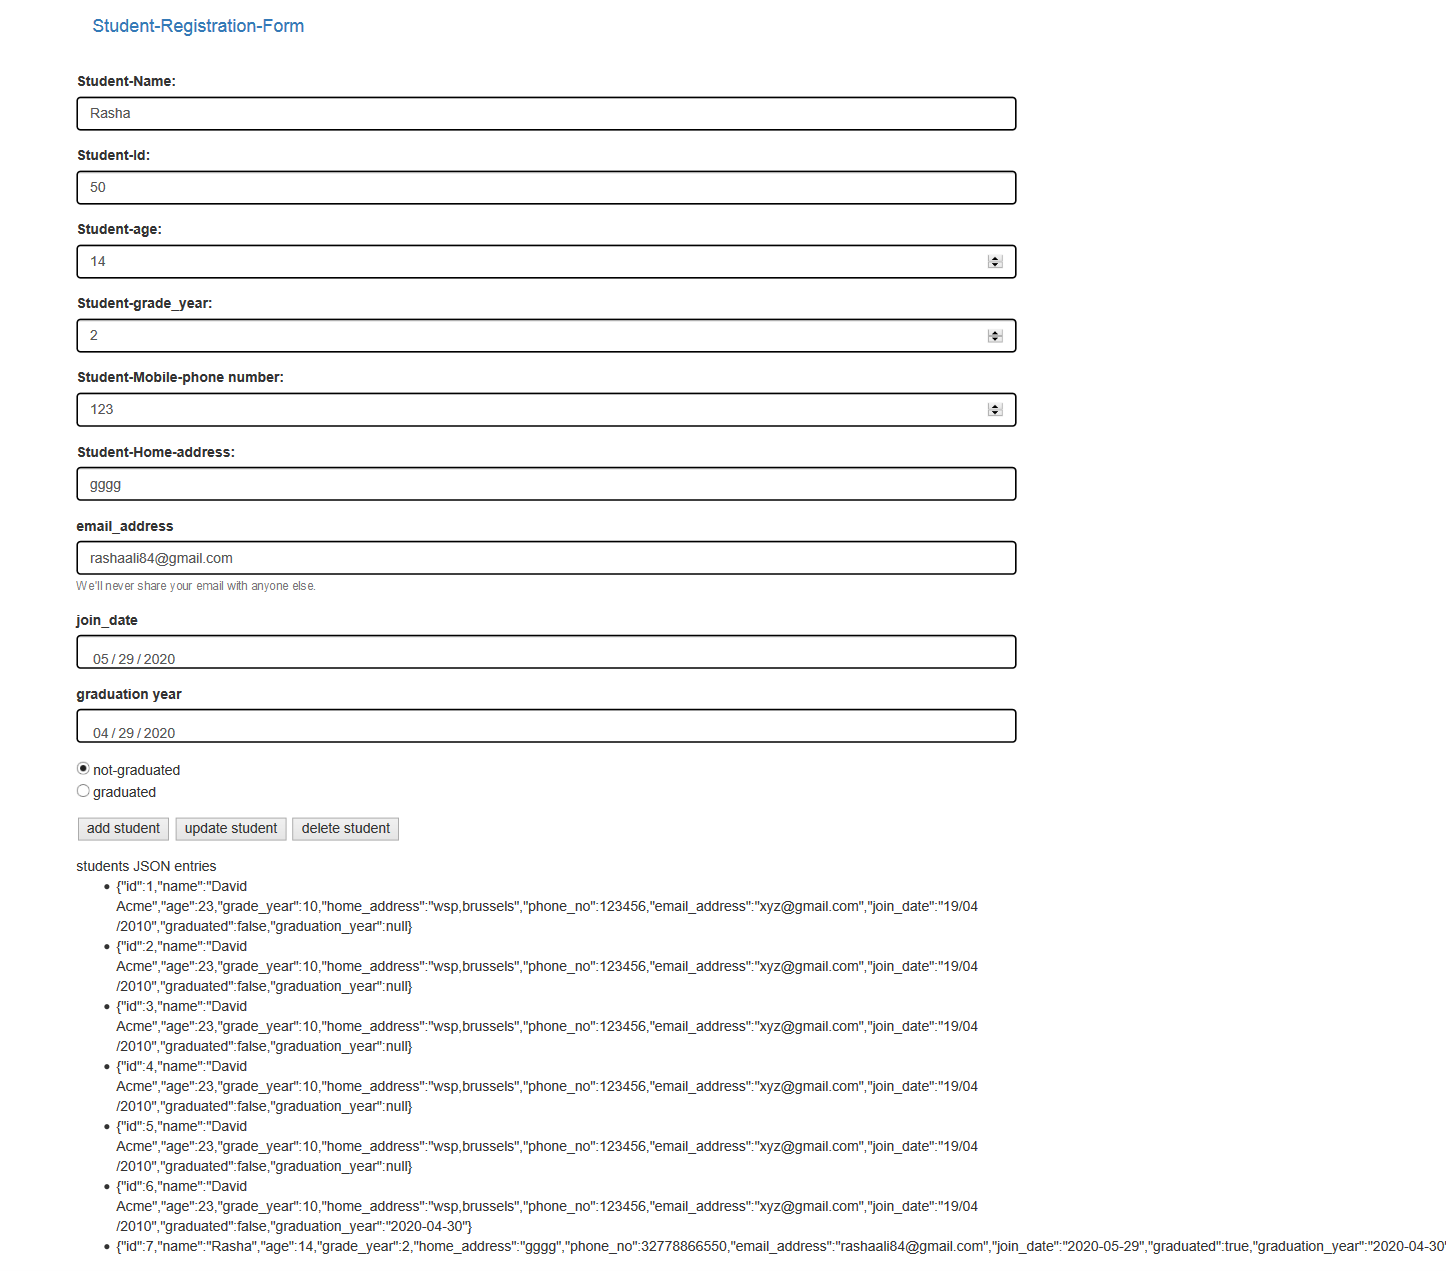 Student-Registration-Form
Student-Name:
Rasha
Student-Id:
50
Student-age:
14
Student-grade_year:
2
Student-Mobile-phone number:
123
Student-Home-address:
gggg
email_address
rashaali84@gmail.com
We'll never share your email with anyone else.
join_date
05 / 29 / 2020
graduation year
04 / 29 / 2020
not-graduated
graduated
add student update student delete student
students JSON entries
{"id":1,"name":"David
Acme","age":23,"grade_year":10,"home_address":"wsp,brussels","phone_no":123456,"email_address":"xyz@gmail.com","join_date":"19/04
/2010","graduated":false,"graduation_year":null}
{"id":2,"name":"David
Acme","age":23,"grade_year":10,"home_address":"wsp,brussels","phone_no":123456,"email_address":"xyz@gmail.com","join_date":"19/04
/2010","graduated":false,"graduation_year":null}
{"id":3,"name":"David
Acme","age":23,"grade_year":10,"home_address":"wsp,brussels","phone_no":123456,"email_address":"xyz@gmail.com","join_date":"19/04
/2010","graduated":false,"graduation_year":null}
{"id":4,"name":"David
Acme","age":23,"grade_year":10,"home_address":"wsp,brussels","phone_no":123456,"email_address":"xyz@gmail.com","join_date":"19/04
/2010","graduated":false,"graduation_year":null}
{"id":5,"name":"David
Acme","age":23,"grade_year":10,"home_address":"wsp,brussels","phone_no":123456,"email_address":"xyz@gmail.com","join_date":"19/04
/2010","graduated":false,"graduation_year":null}
{"id":6,"name":"David
Acme","age":23,"grade_year":10,"home_address":"wsp,brussels","phone_no":123456,"email_address":"xyz@gmail.com","join_date":"19/04
/2010","graduated":false,"graduation_year":"2020-04-30"}
{"id":7,"name":"Rasha","age":14,"grade_year":2,"home_address":"gggg","phone_no":32778866550,"email_address":"rashaali84@gmail.com","join_date":"2020-05-29","graduated":true,"graduation_year":"2020-04-30"